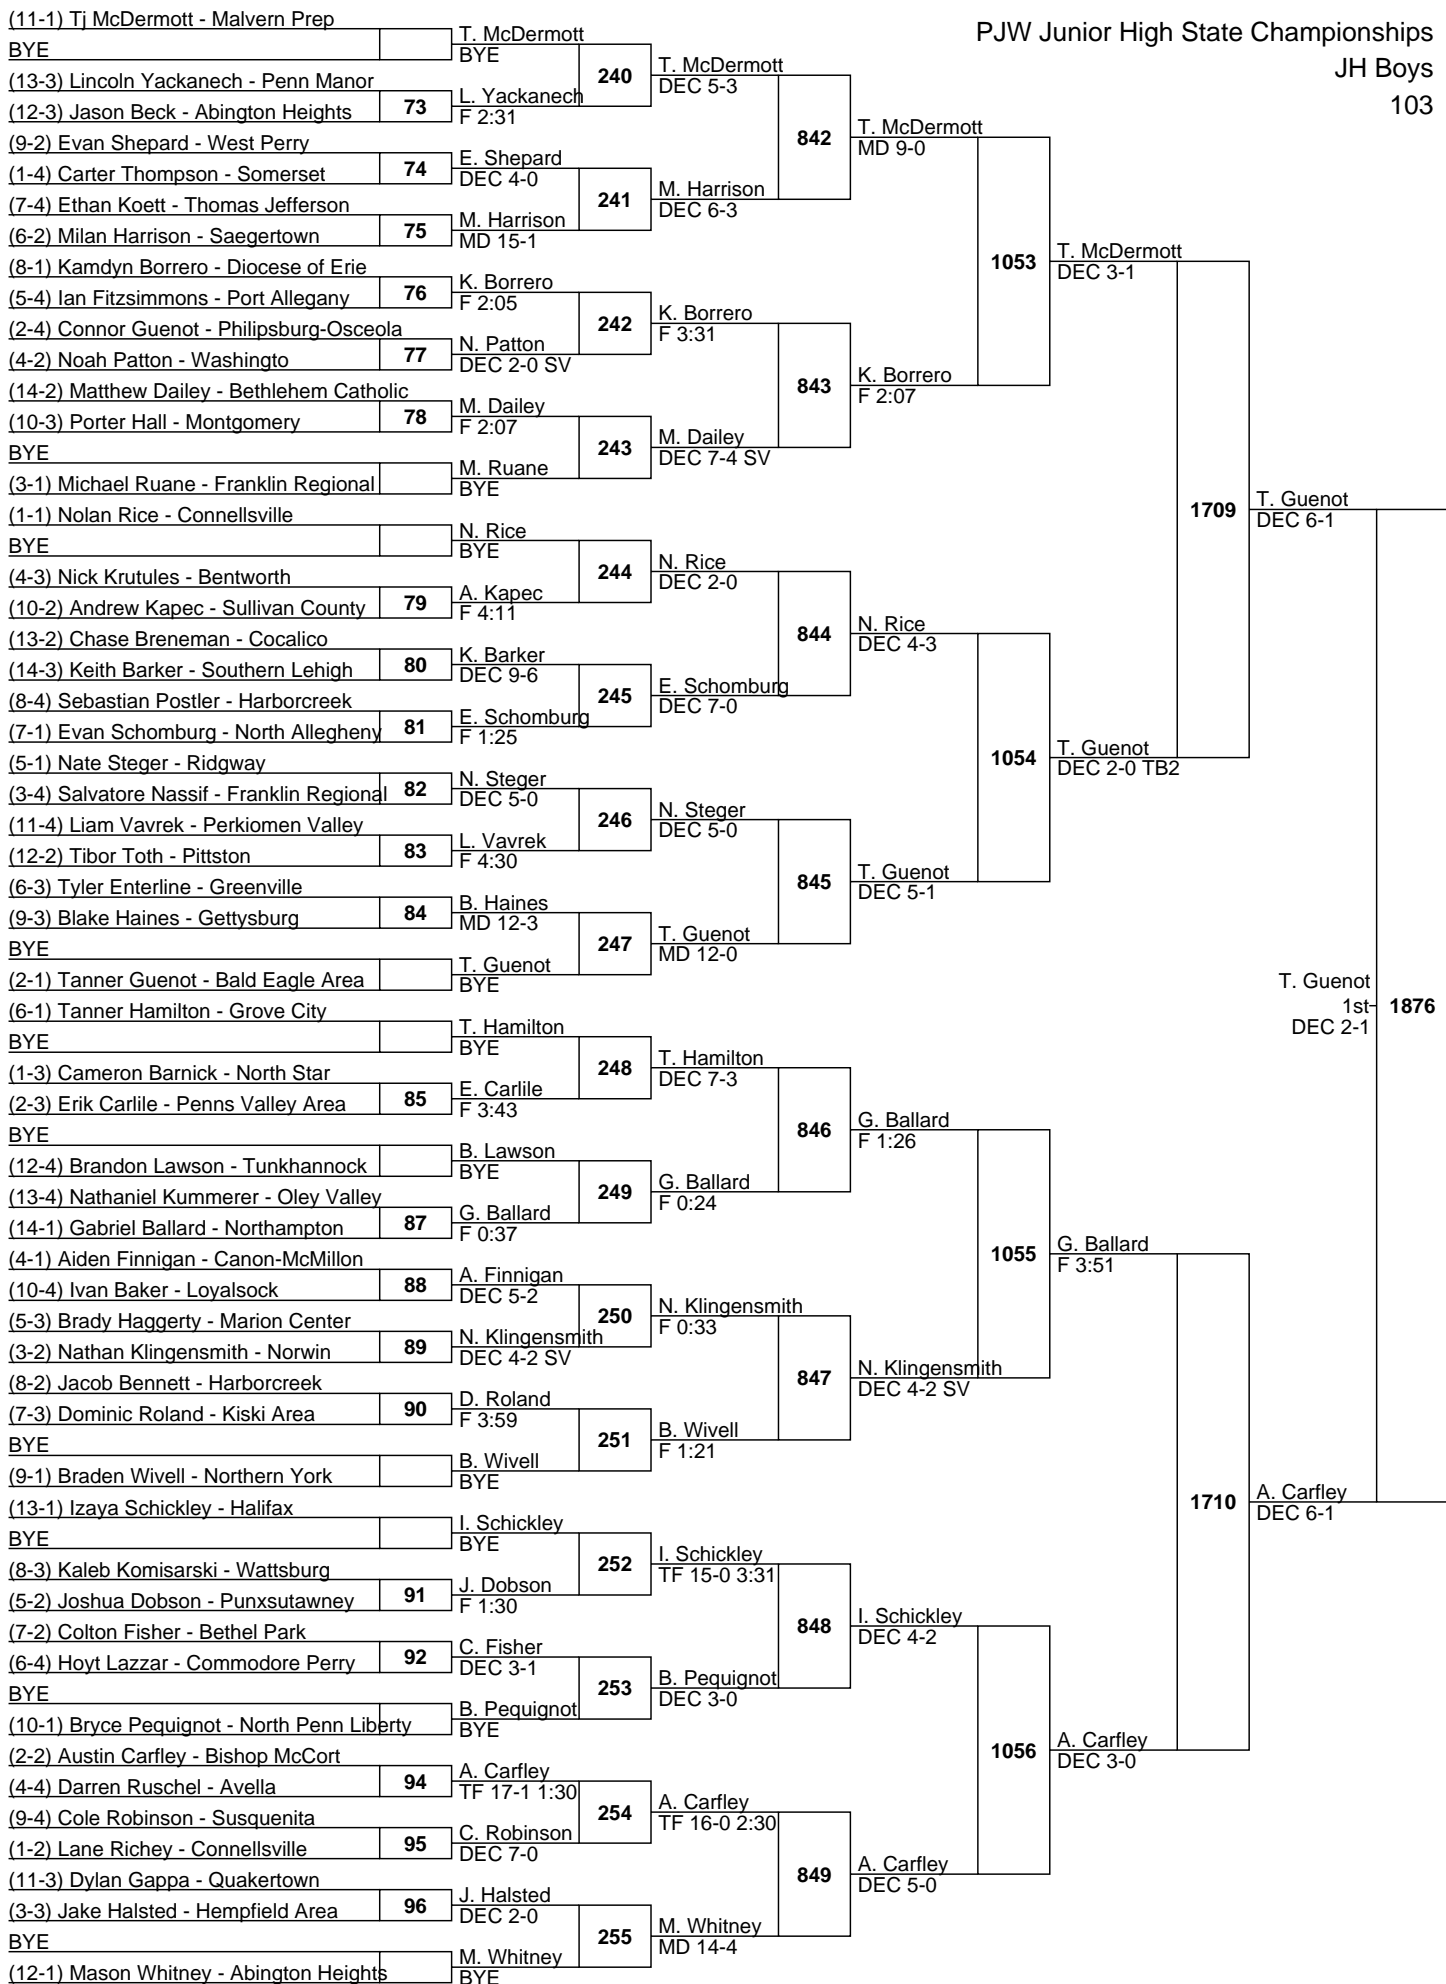 PJW Junior High State Championships
JH Boys
103
(11-1) Tj McDermott - Malvern Prep
BYE
(13-3) Lincoln Yackanech - Penn Manor
(12-3) Jason Beck - Abington Heights
(9-2) Evan Shepard - West Perry
(1-4) Carter Thompson - Somerset
(7-4) Ethan Koett - Thomas Jefferson
(6-2) Milan Harrison - Saegertown
(8-1) Kamdyn Borrero - Diocese of Erie
(5-4) Ian Fitzsimmons - Port Allegany
(2-4) Connor Guenot - Philipsburg-Osceola
(4-2) Noah Patton - Washingto
(14-2) Matthew Dailey - Bethlehem Catholic
(10-3) Porter Hall - Montgomery
BYE
(3-1) Michael Ruane - Franklin Regional
(1-1) Nolan Rice - Connellsville
BYE
(4-3) Nick Krutules - Bentworth
(10-2) Andrew Kapec - Sullivan County
(13-2) Chase Breneman - Cocalico
(14-3) Keith Barker - Southern Lehigh
(8-4) Sebastian Postler - Harborcreek
(7-1) Evan Schomburg - North Allegheny
(5-1) Nate Steger - Ridgway
(3-4) Salvatore Nassif - Franklin Regional
(11-4) Liam Vavrek - Perkiomen Valley
(12-2) Tibor Toth - Pittston
(6-3) Tyler Enterline - Greenville
(9-3) Blake Haines - Gettysburg
BYE
(2-1) Tanner Guenot - Bald Eagle Area
(6-1) Tanner Hamilton - Grove City
BYE
(1-3) Cameron Barnick - North Star
(2-3) Erik Carlile - Penns Valley Area
BYE
(12-4) Brandon Lawson - Tunkhannock
(13-4) Nathaniel Kummerer - Oley Valley
(14-1) Gabriel Ballard - Northampton
(4-1) Aiden Finnigan - Canon-McMillon
(10-4) Ivan Baker - Loyalsock
(5-3) Brady Haggerty - Marion Center
(3-2) Nathan Klingensmith - Norwin
(8-2) Jacob Bennett - Harborcreek
(7-3) Dominic Roland - Kiski Area
BYE
(9-1) Braden Wivell - Northern York
(13-1) Izaya Schickley - Halifax
BYE
(8-3) Kaleb Komisarski - Wattsburg
(5-2) Joshua Dobson - Punxsutawney
(7-2) Colton Fisher - Bethel Park
(6-4) Hoyt Lazzar - Commodore Perry
BYE
(10-1) Bryce Pequignot - North Penn Liberty
(2-2) Austin Carfley - Bishop McCort
(4-4) Darren Ruschel - Avella
(9-4) Cole Robinson - Susquenita
(1-2) Lane Richey - Connellsville
(11-3) Dylan Gappa - Quakertown
(3-3) Jake Halsted - Hempfield Area
BYE
(12-1) Mason Whitney - Abington Heights
73
74
75
76
77
78
79
80
81
82
83
84
85
87
88
89
90
91
92
94
95
96
T. McDermott
BYE
L. Yackanech
F 2:31
E. Shepard
DEC 4-0
M. Harrison
MD 15-1
K. Borrero
F 2:05
N. Patton
DEC 2-0 SV
M. Dailey
F 2:07
M. Ruane
BYE
N. Rice
BYE
A. Kapec
F 4:11
K. Barker
DEC 9-6
E. Schomburg
F 1:25
N. Steger
DEC 5-0
L. Vavrek
F 4:30
B. Haines
MD 12-3
T. Guenot
BYE
T. Hamilton
BYE
E. Carlile
F 3:43
B. Lawson
BYE
G. Ballard
F 0:37
A. Finnigan
DEC 5-2
N. Klingensmith
DEC 4-2 SV
D. Roland
F 3:59
B. Wivell
BYE
I. Schickley
BYE
J. Dobson
F 1:30
C. Fisher
DEC 3-1
B. Pequignot
BYE
A. Carfley
TF 17-1 1:30
C. Robinson
DEC 7-0
J. Halsted
DEC 2-0
M. Whitney
BYE
240
241
242
243
244
245
246
247
248
249
250
251
252
253
254
255
T. McDermott
DEC 5-3
M. Harrison
DEC 6-3
K. Borrero
F 3:31
M. Dailey
DEC 7-4 SV
N. Rice
DEC 2-0
E. Schomburg
DEC 7-0
N. Steger
DEC 5-0
T. Guenot
MD 12-0
T. Hamilton
DEC 7-3
G. Ballard
F 0:24
N. Klingensmith
F 0:33
B. Wivell
F 1:21
I. Schickley
TF 15-0 3:31
B. Pequignot
DEC 3-0
A. Carfley
TF 16-0 2:30
M. Whitney
MD 14-4
842
843
844
845
846
847
848
849
T. McDermott
MD 9-0
K. Borrero
F 2:07
N. Rice
DEC 4-3
T. Guenot
DEC 5-1
G. Ballard
F 1:26
N. Klingensmith
DEC 4-2 SV
I. Schickley
DEC 4-2
A. Carfley
DEC 5-0
1053
1054
1055
1056
T. McDermott
DEC 3-1
T. Guenot
DEC 2-0 TB2
G. Ballard
F 3:51
A. Carfley
DEC 3-0
1709
1710
T. Guenot
DEC 6-1
A. Carfley
DEC 6-1
T. Guenot
1st
DEC 2-1
1876